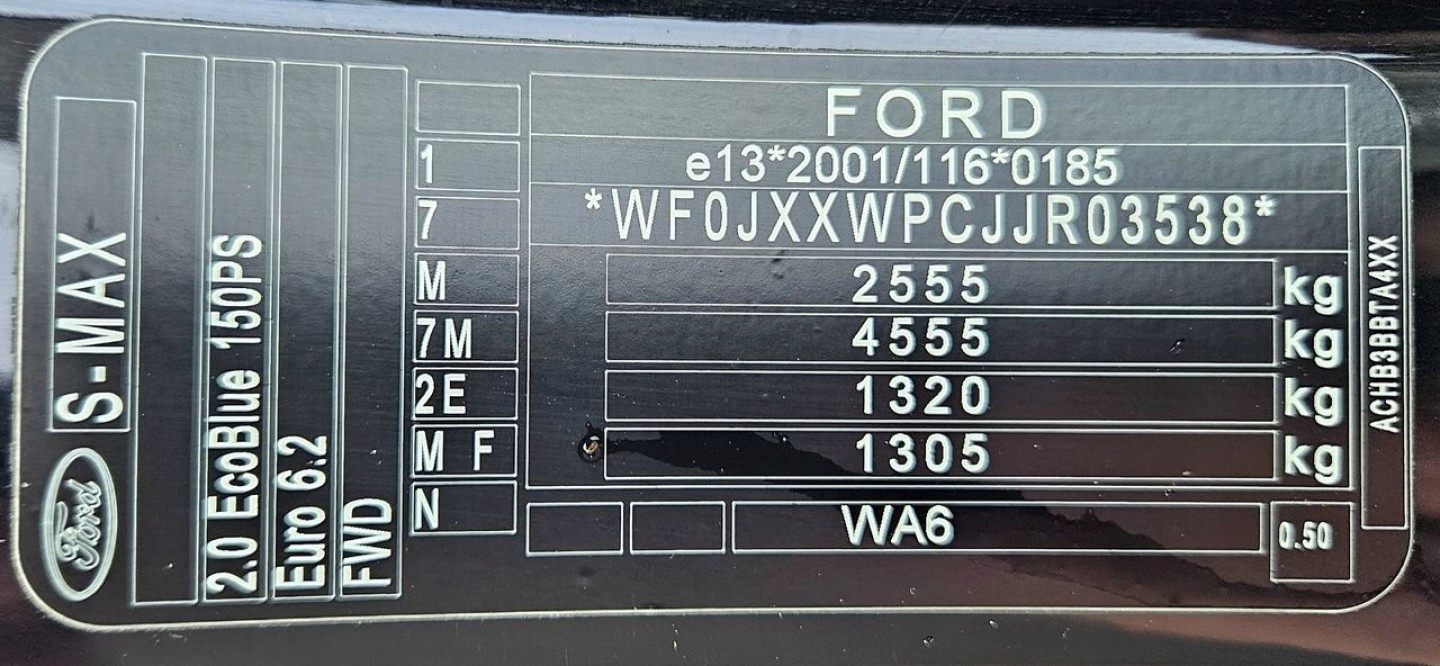 Ford
S-MAX
2.0 EcoBlue 150PS
Euro 6.2
FWD
FORD
1 e13*2001/116*0185
7 *WF0JXXWPCJJR03538*
M 2555 kg
7M 4555 kg
2E 1320 kg
M F 1305 kg
N WA6 0.50
ACHB3BBTA4XX